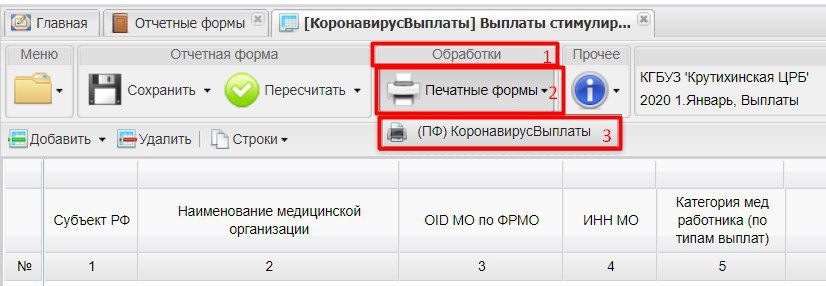 Главная
Отчетные формы
[КоронавирусВыплаты] Выплаты стимулир...
Меню
Отчетная форма
Обработки 1
Прочее
Сохранить
Пересчитать
Печатные формы 2
КГБУЗ 'Крутихинская ЦРБ'
2020 1.Январь, Выплаты
(ПФ) КоронавирусВыплаты 3
Добавить
Удалить
Строки
Субъект РФ
Наименование медицинской
организации
OID МО по ФРМО
ИНН МО
Категория мед
работника (по
типам выплат)
№ 1 2 3 4 5